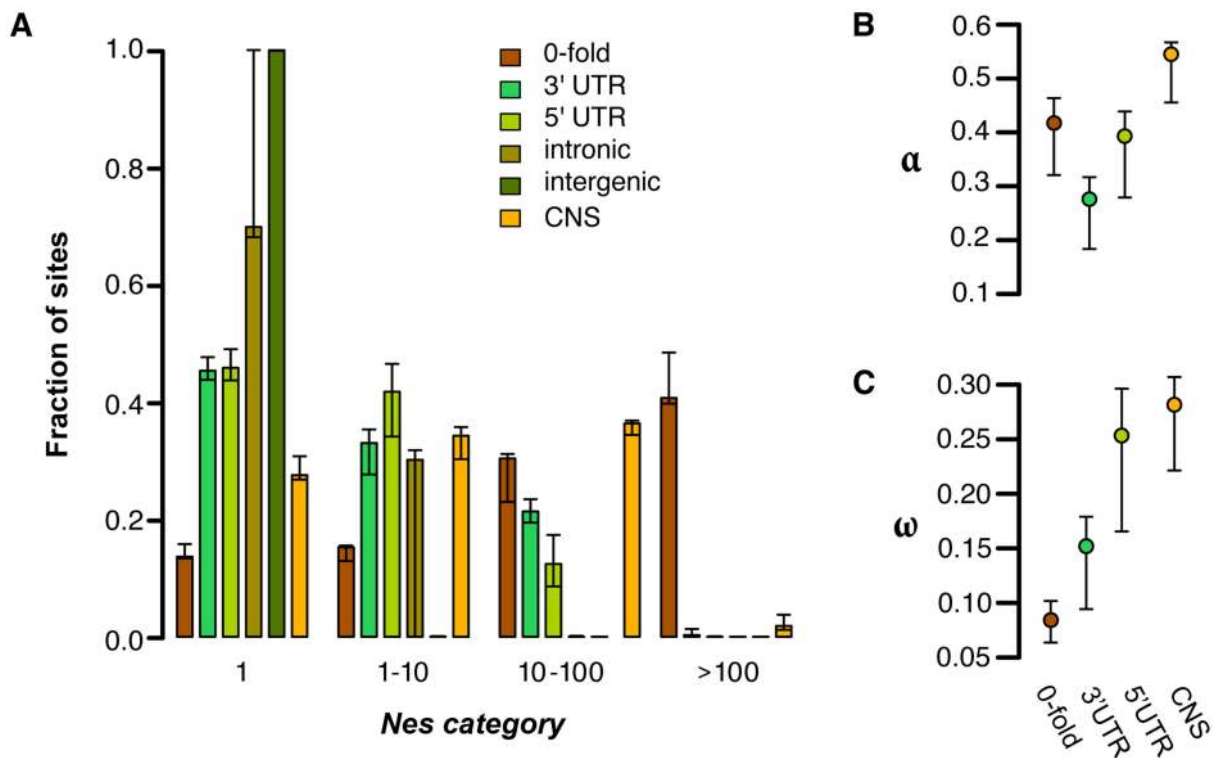 A
1.0
0.8
0.6
0.4
0.2
0.0
Fraction of sites
0-fold
3' UTR
5' UTR
intronic
intergenic
CNS
1
1-10
10-100
>100
Nes category
B
0.6
0.5
0.4
0.3
0.2
0.1
α
C
0.30
0.25
0.20
0.15
0.10
0.05
ω
0-fold
3'UTR
5'UTR
CNS